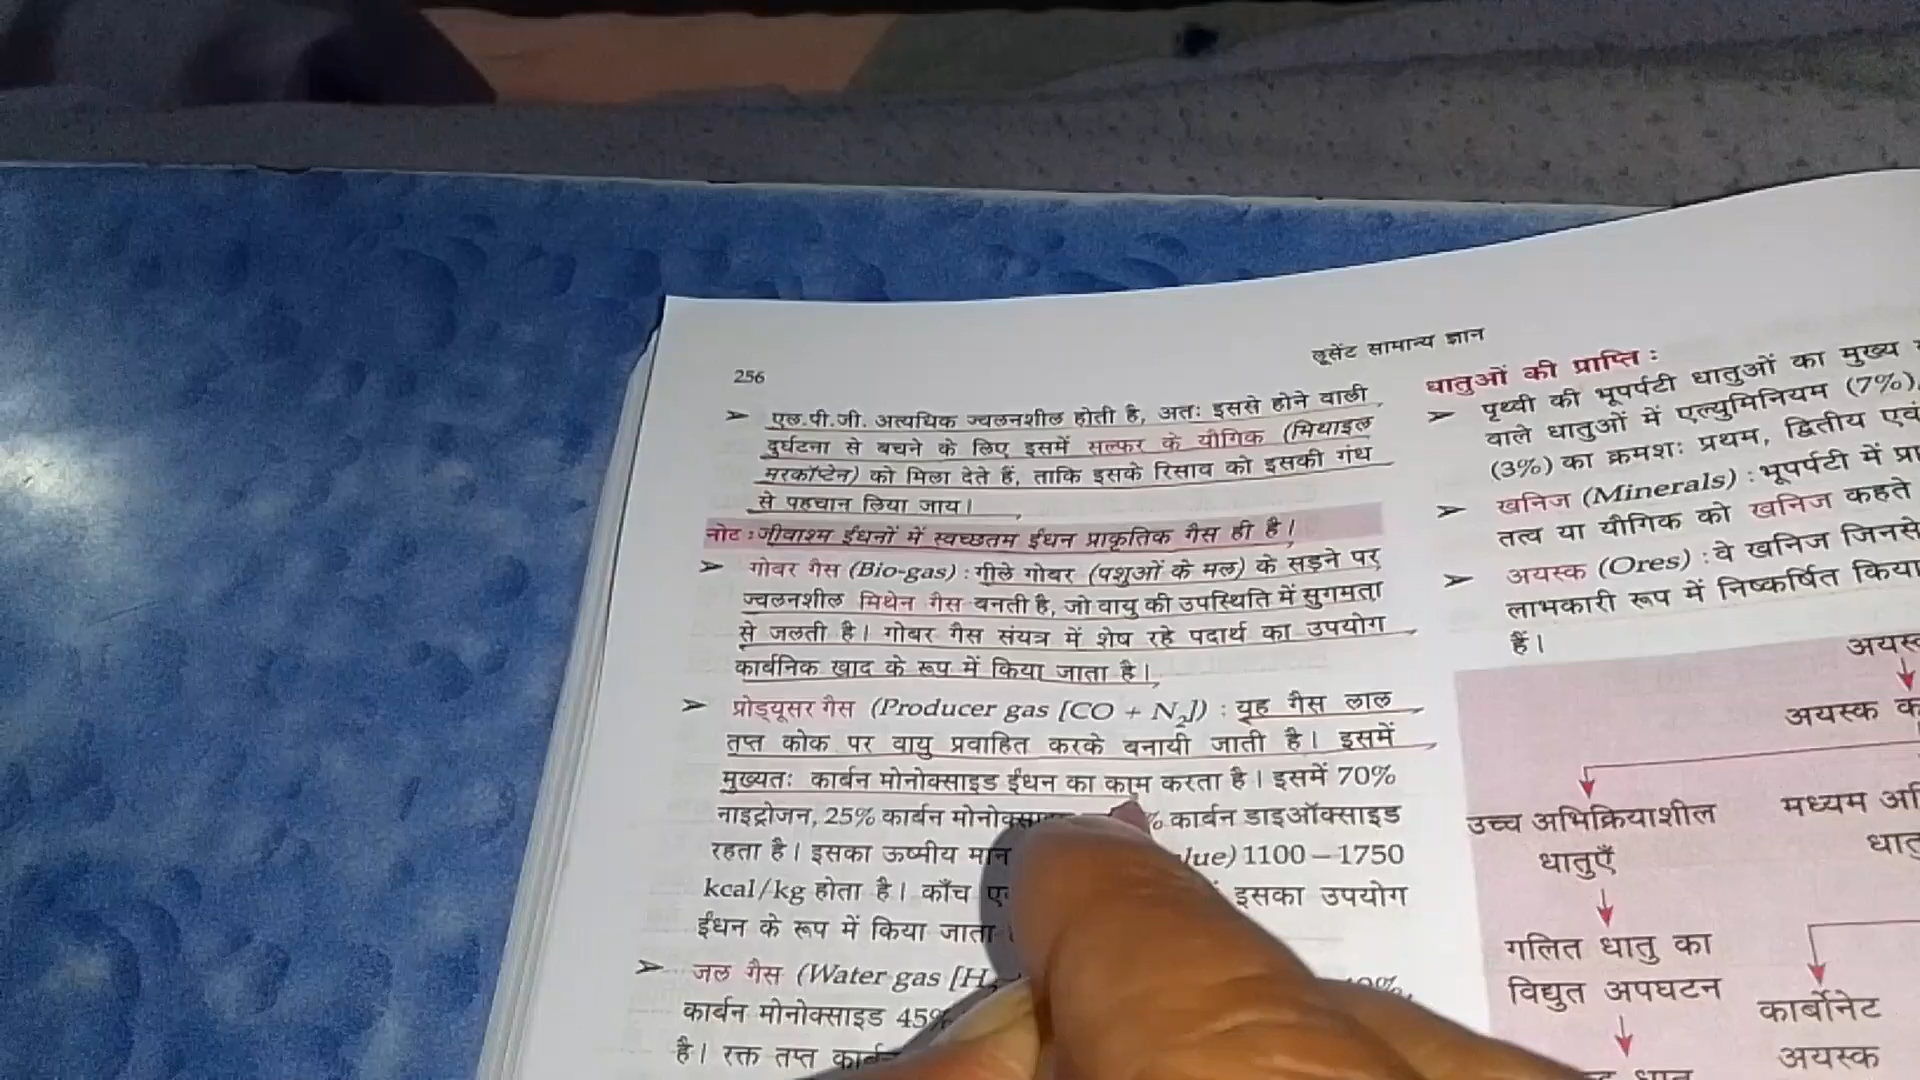 256
लूसेंट सामान्य ज्ञान
➤ एल.पी.जी. अत्यधिक ज्वलनशील होती है, अतः इससे होने वाली
दुर्घटना से बचने के लिए इसमें सल्फर के यौगिक (मिथाइल
मरकॉप्टेन) को मिला देते हैं, ताकि इसके रिसाव को इसकी गंध
से पहचान लिया जाय।
नोट : जीवाश्म ईंधनों में स्वच्छतम ईंधन प्राकृतिक गैस ही है।
➤ गोबर गैस (Bio-gas) : गीले गोबर (पशुओं के मल) के सड़ने पर
ज्वलनशील मिथेन गैस बनती है, जो वायु की उपस्थिति में सुगमता
से जलती है। गोबर गैस संयत्र में शेष रहे पदार्थ का उपयोग
कार्बनिक खाद के रूप में किया जाता है।
➤ प्रोड्यूसर गैस (Producer gas [CO + N₂]) : यह गैस लाल
तप्त कोक पर वायु प्रवाहित करके बनायी जाती है। इसमें
मुख्यतः कार्बन मोनोक्साइड ईंधन का काम करता है। इसमें 70%
नाइट्रोजन, 25% कार्बन % कार्बन डाइऑक्साइड
रहता है। इसका ऊष्मीय मान 1100 – 1750
kcal/kg होता है। काँच इसका उपयोग
ईंधन के रूप में किया जाता
➤ जल गैस (Water gas
कार्बन मोनोक्साइड 45%
है। रक्त तप्त
धातुओं की प्राप्ति :
➤ पृथ्वी की भूपर्पटी धातुओं का मुख्य
वाले धातुओं में एल्युमिनियम (7%),
(3%) का क्रमशः प्रथम, द्वितीय एवं
➤ खनिज (Minerals) : भूपर्पटी में
तत्व या यौगिक को खनिज कहते
➤ अयस्क (Ores) : वे खनिज जिनसे
लाभकारी रूप में निष्कर्षित किया
हैं।
अयस्क
उच्च अभिक्रियाशील
धातुएँ
मध्यम
गलित धातु का
विद्युत अपघटन
कार्बोनेट
अयस्क